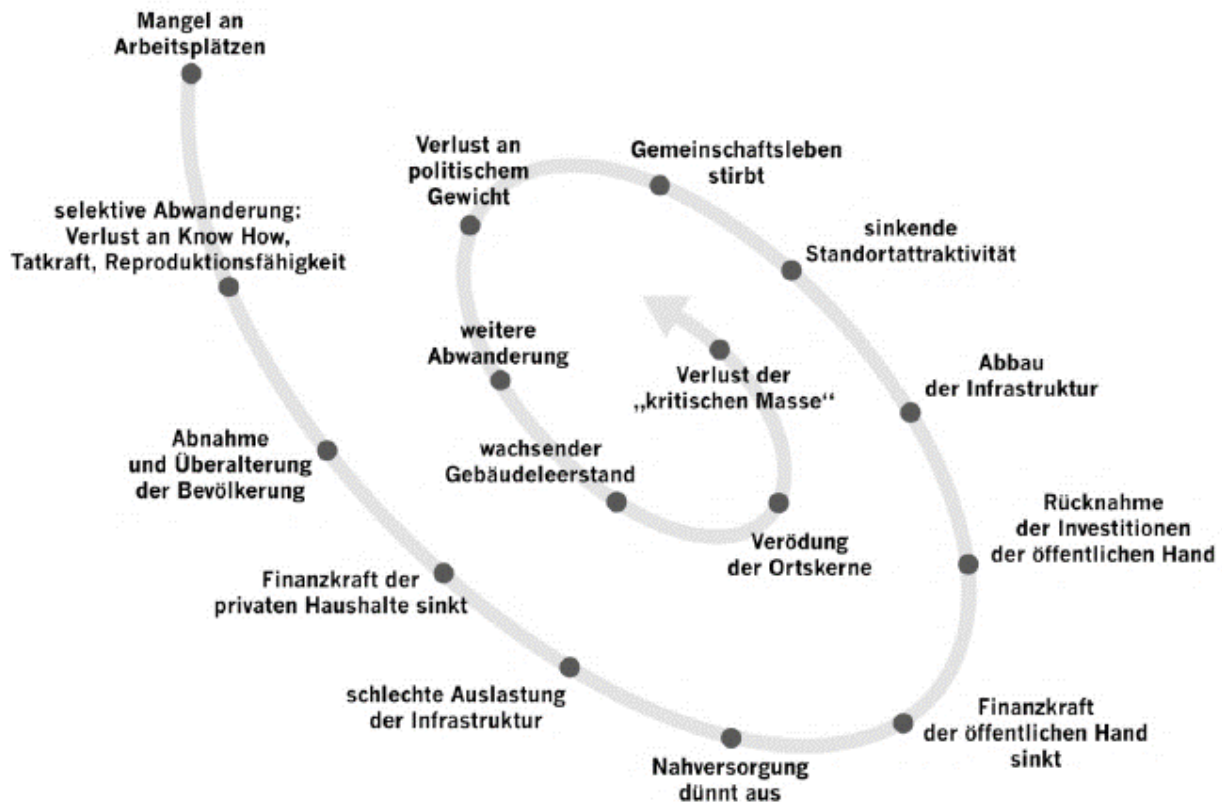 Mangel an
Arbeitsplätzen
selektive Abwanderung:
Verlust an Know How,
Tatkraft, Reproduktionsfähigkeit
Abnahme
und Überalterung
der Bevölkerung
Finanzkraft der
privaten Haushalte sinkt
schlechte Auslastung
der Infrastruktur
Nahversorgung
dünnt aus
Finanzkraft
der öffentlichen Hand
sinkt
Rücknahme
der Investitionen
der öffentlichen Hand
Abbau
der Infrastruktur
sinkende
Standortattraktivität
Gemeinschaftsleben
stirbt
Verlust an
politischem
Gewicht
weitere
Abwanderung
wachsender
Gebäudeleerstand
Verödung
der Ortskerne
Verlust der
„kritischen Masse“